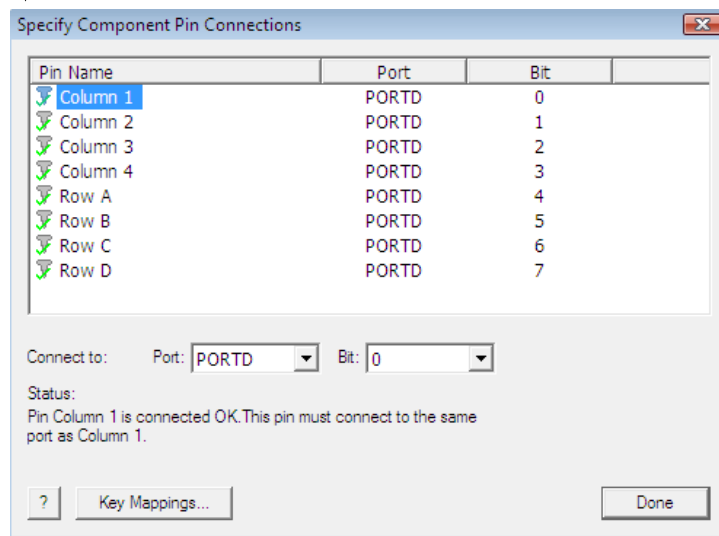 Specify Component Pin Connections
Pin Name Port Bit
Column 1 PORTD 0
Column 2 PORTD 1
Column 3 PORTD 2
Column 4 PORTD 3
Row A PORTD 4
Row B PORTD 5
Row C PORTD 6
Row D PORTD 7
Connect to: Port: PORTD Bit: 0
Status:
Pin Column 1 is connected OK.This pin must connect to the same
port as Column 1.
? Key Mappings... Done